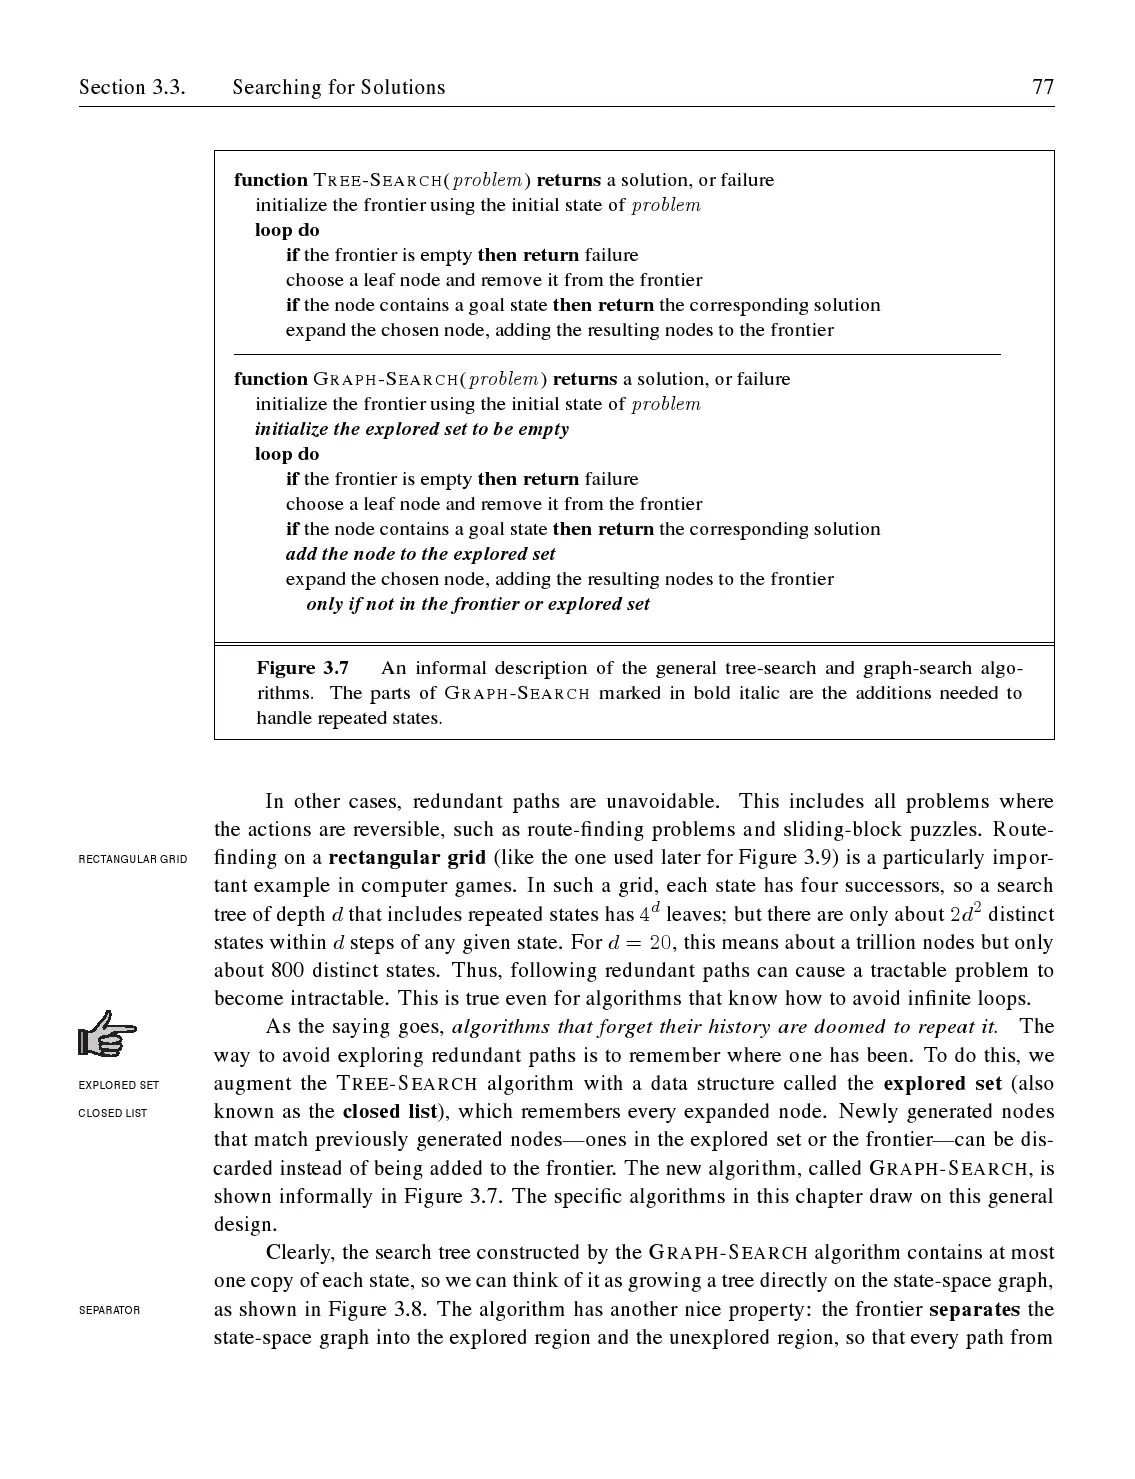 Section 3.3. Searching for Solutions 77
function TREE-SEARCH(problem) returns a solution, or failure
initialize the frontier using the initial state of problem
loop do
if the frontier is empty then return failure
choose a leaf node and remove it from the frontier
if the node contains a goal state then return the corresponding solution
expand the chosen node, adding the resulting nodes to the frontier
function GRAPH-SEARCH(problem) returns a solution, or failure
initialize the frontier using the initial state of problem
initialize the explored set to be empty
loop do
if the frontier is empty then return failure
choose a leaf node and remove it from the frontier
if the node contains a goal state then return the corresponding solution
add the node to the explored set
expand the chosen node, adding the resulting nodes to the frontier
only if not in the frontier or explored set
Figure 3.7 An informal description of the general tree-search and graph-search algo-
rithms. The parts of GRAPH-SEARCH marked in bold italic are the additions needed to
handle repeated states.
In other cases, redundant paths are unavoidable. This includes all problems where
the actions are reversible, such as route-finding problems and sliding-block puzzles. Route-
RECTANGULAR GRID finding on a rectangular grid (like the one used later for Figure 3.9) is a particularly impor-
tant example in computer games. In such a grid, each state has four successors, so a search
tree of depth d that includes repeated states has 4^d leaves; but there are only about 2d² distinct
states within d steps of any given state. For d = 20, this means about a trillion nodes but only
about 800 distinct states. Thus, following redundant paths can cause a tractable problem to
become intractable. This is true even for algorithms that know how to avoid infinite loops.
As the saying goes, algorithms that forget their history are doomed to repeat it. The
way to avoid exploring redundant paths is to remember where one has been. To do this, we
EXPLORED SET augment the TREE-SEARCH algorithm with a data structure called the explored set (also
CLOSED LIST known as the closed list), which remembers every expanded node. Newly generated nodes
that match previously generated nodes—ones in the explored set or the frontier—can be dis-
carded instead of being added to the frontier. The new algorithm, called GRAPH-SEARCH, is
shown informally in Figure 3.7. The specific algorithms in this chapter draw on this general
design.
Clearly, the search tree constructed by the GRAPH-SEARCH algorithm contains at most
one copy of each state, so we can think of it as growing a tree directly on the state-space graph,
SEPARATOR as shown in Figure 3.8. The algorithm has another nice property: the frontier separates the
state-space graph into the explored region and the unexplored region, so that every path from